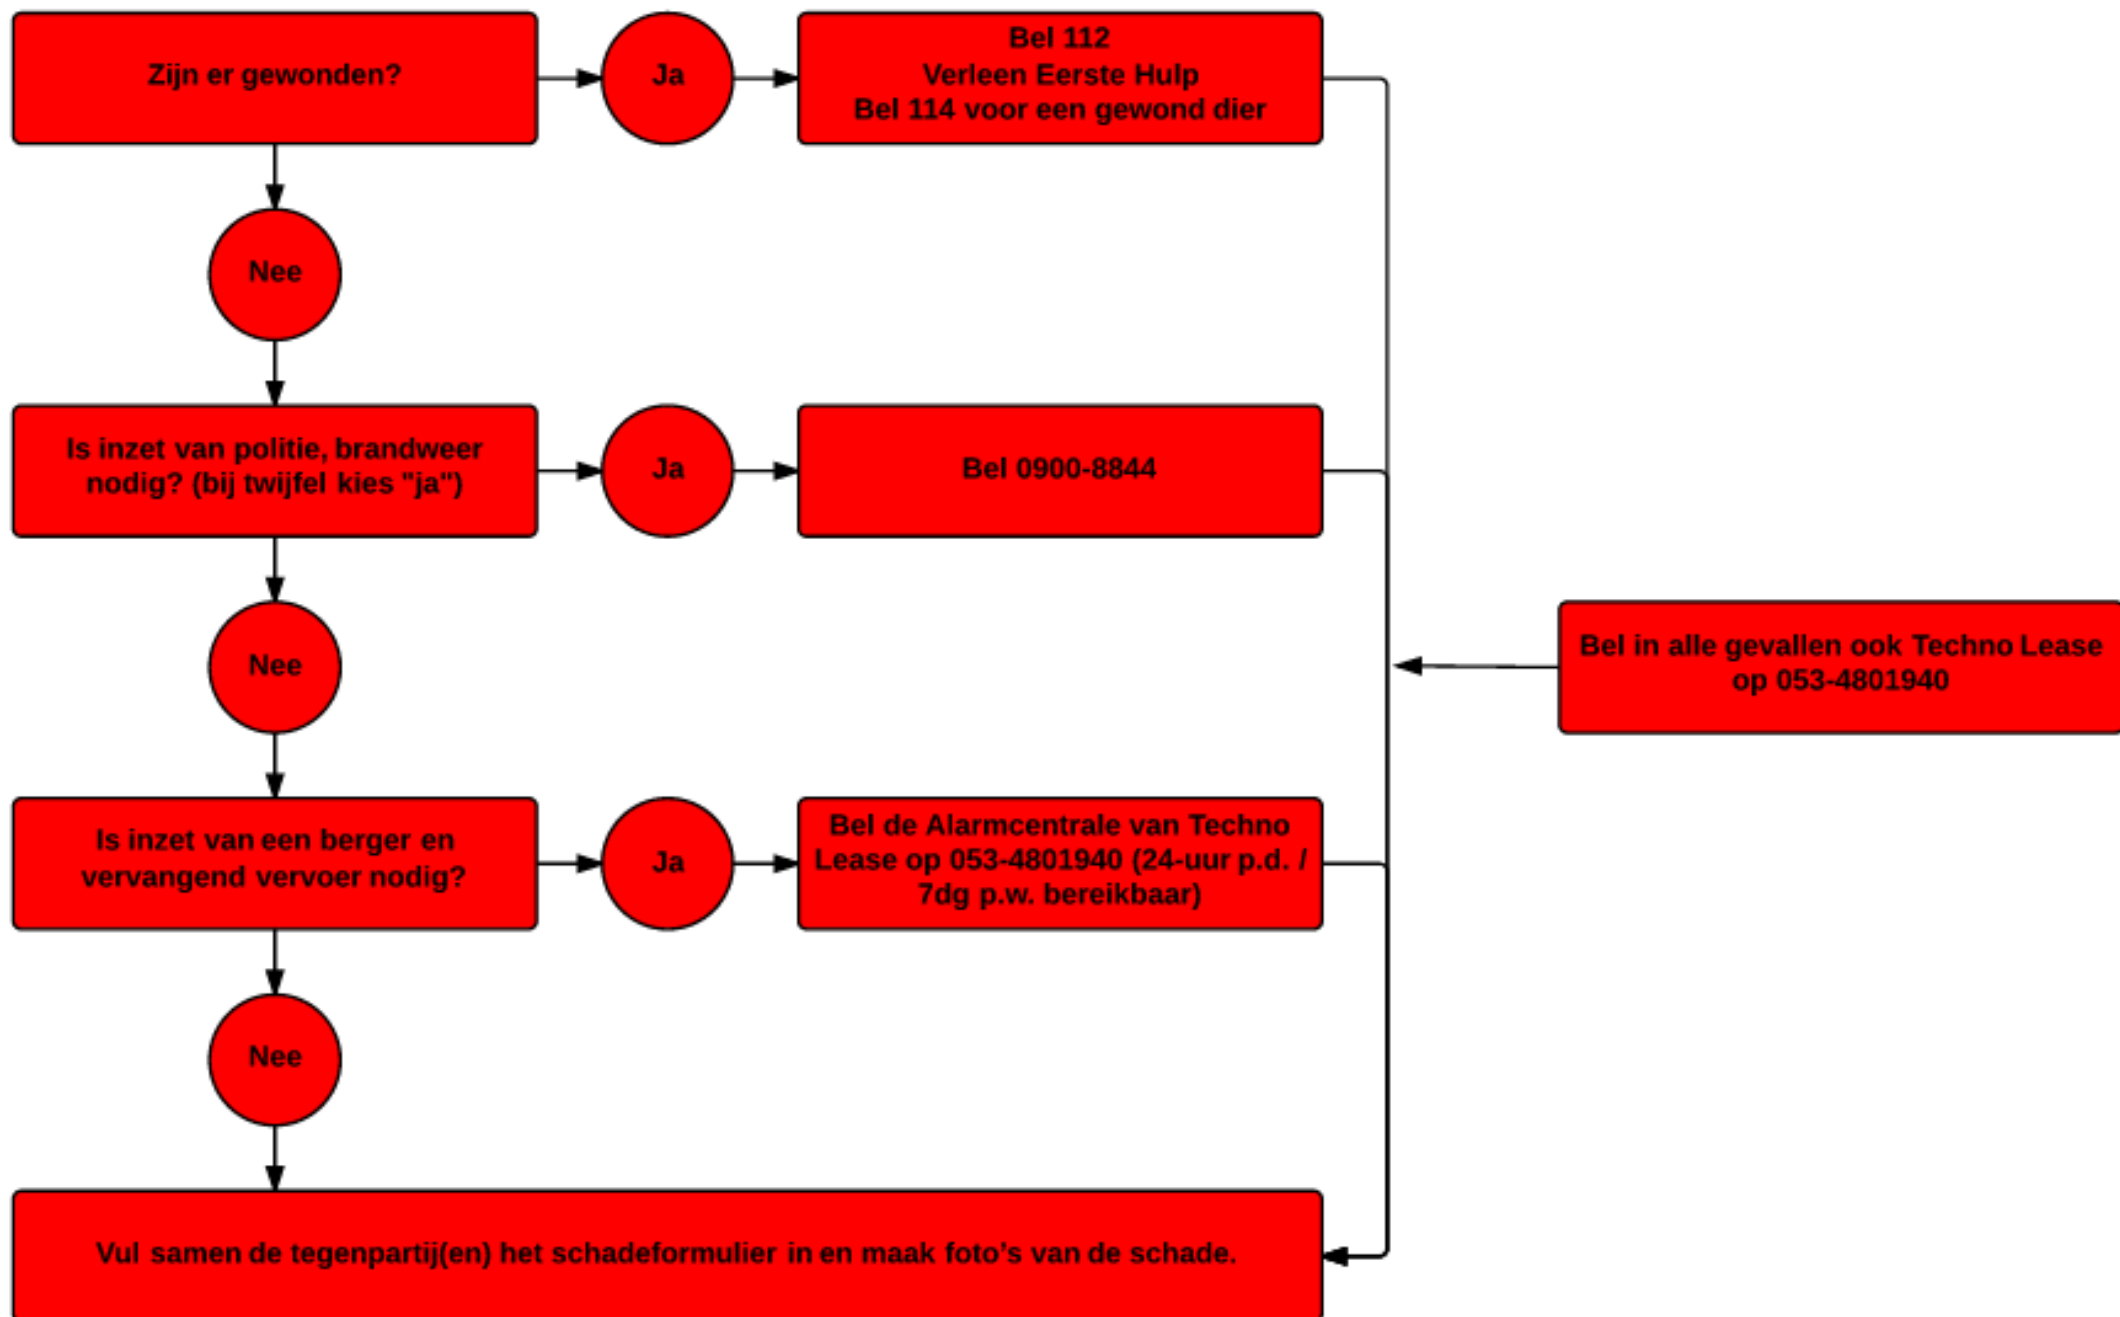 Zijn er gewonden?
Ja
Bel 112
Verleen Eerste Hulp
Bel 114 voor een gewond dier
Nee
Is inzet van politie, brandweer
nodig? (bij twijfel kies "ja")
Ja
Bel 0900-8844
Nee
Bel in alle gevallen ook Techno Lease
op 053-4801940
Is inzet van een berger en
vervangend vervoer nodig?
Ja
Bel de Alarmcentrale van Techno
Lease op 053-4801940 (24-uur p.d. /
7dg p.w. bereikbaar)
Nee
Vul samen de tegenpartij(en) het schadeformulier in en maak foto's van de schade.